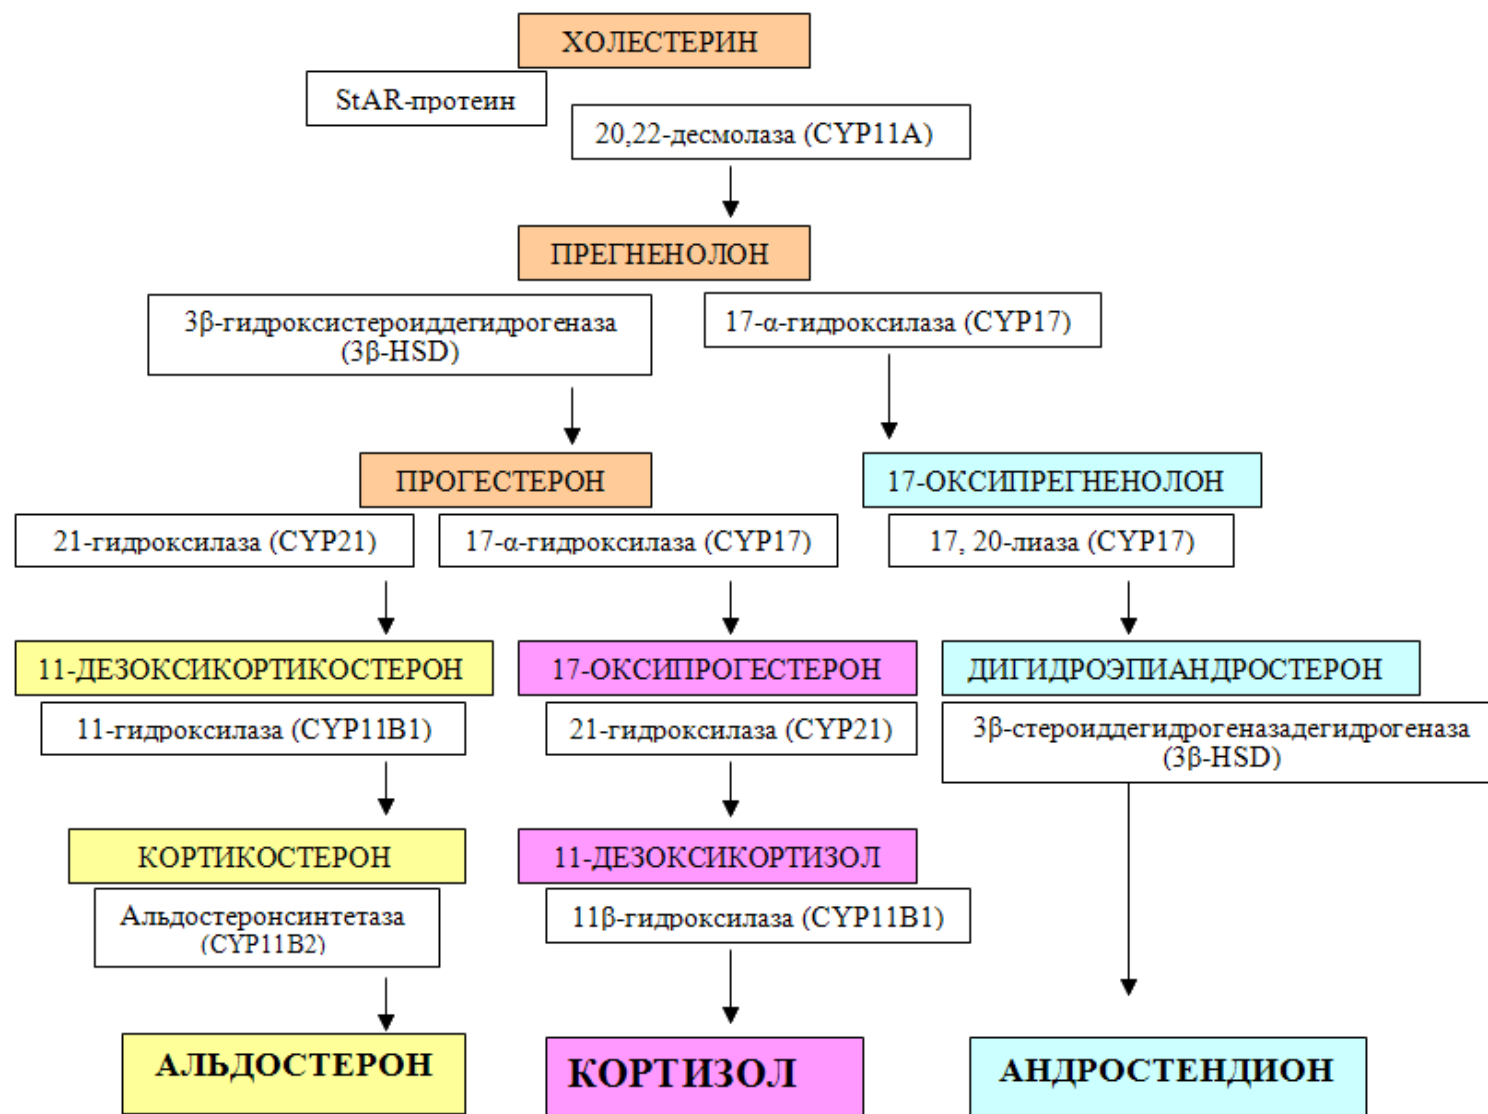 ХОЛЕСТЕРИН
StAR-протеин
20,22-десмолаза (CYP11A)
ПРЕГНЕНОЛОН
3β-гидроксистероиддегидрогеназа
(3β-HSD)
17-α-гидроксилаза (CYP17)
ПРОГЕСТЕРОН
17-ОКСИПРЕГНЕНОЛОН
21-гидроксилаза (CYP21)
17-α-гидроксилаза (CYP17)
17, 20-лиаза (CYP17)
11-ДЕЗОКСИКОРТИКОСТЕРОН
17-ОКСИПРОГЕСТЕРОН
ДИГИДРОЭПИАНДРОСТЕРОН
11-гидроксилаза (CYP11B1)
21-гидроксилаза (CYP21)
3β-стероиддегидрогеназадегидрогеназа
(3β-HSD)
КОРТИКОСТЕРОН
11-ДЕЗОКСИКОРТИЗОЛ
Альдостеронсинтетаза
(CYP11B2)
11β-гидроксилаза (CYP11B1)
АЛЬДОСТЕРОН
КОРТИЗОЛ
АНДРОСТЕНДИОН